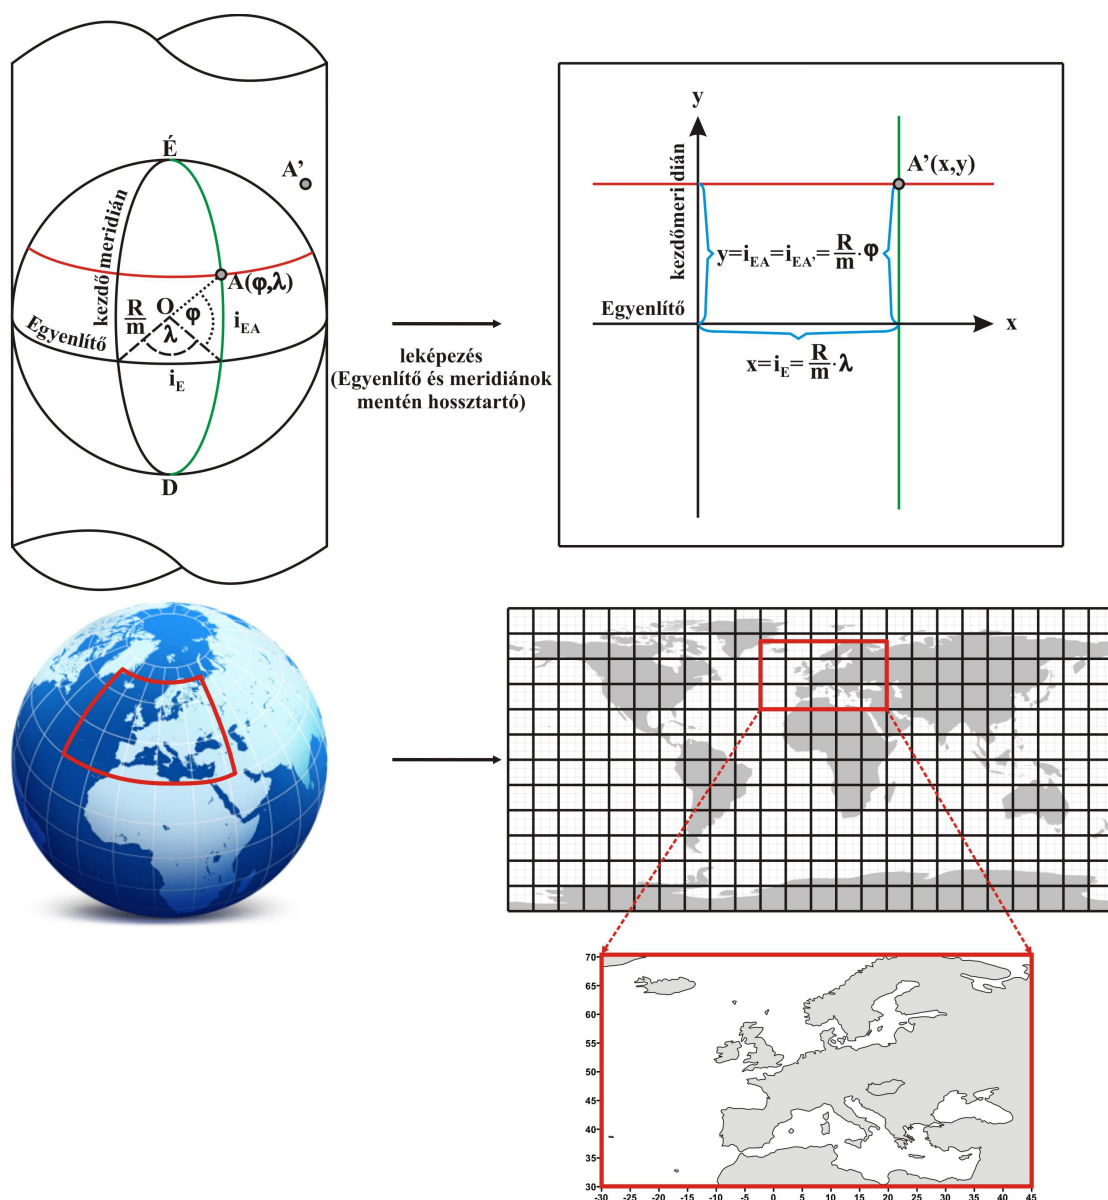 É
A'
kezdő meridián
A(φ,λ)
O
R/m
φ
λ
i_EA
Egyenlítő
i_E
D
leképezés
(Egyenlítő és meridiánok
mentén hossztartó)
y
kezdőmeridián
A'(x,y)
y=i_EA=i_EA'=R/m·φ
Egyenlítő
x
x=i_E=R/m·λ
70
65
60
55
50
45
40
35
30
-30 -25 -20 -15 -10 -5 0 5 10 15 20 25 30 35 40 45